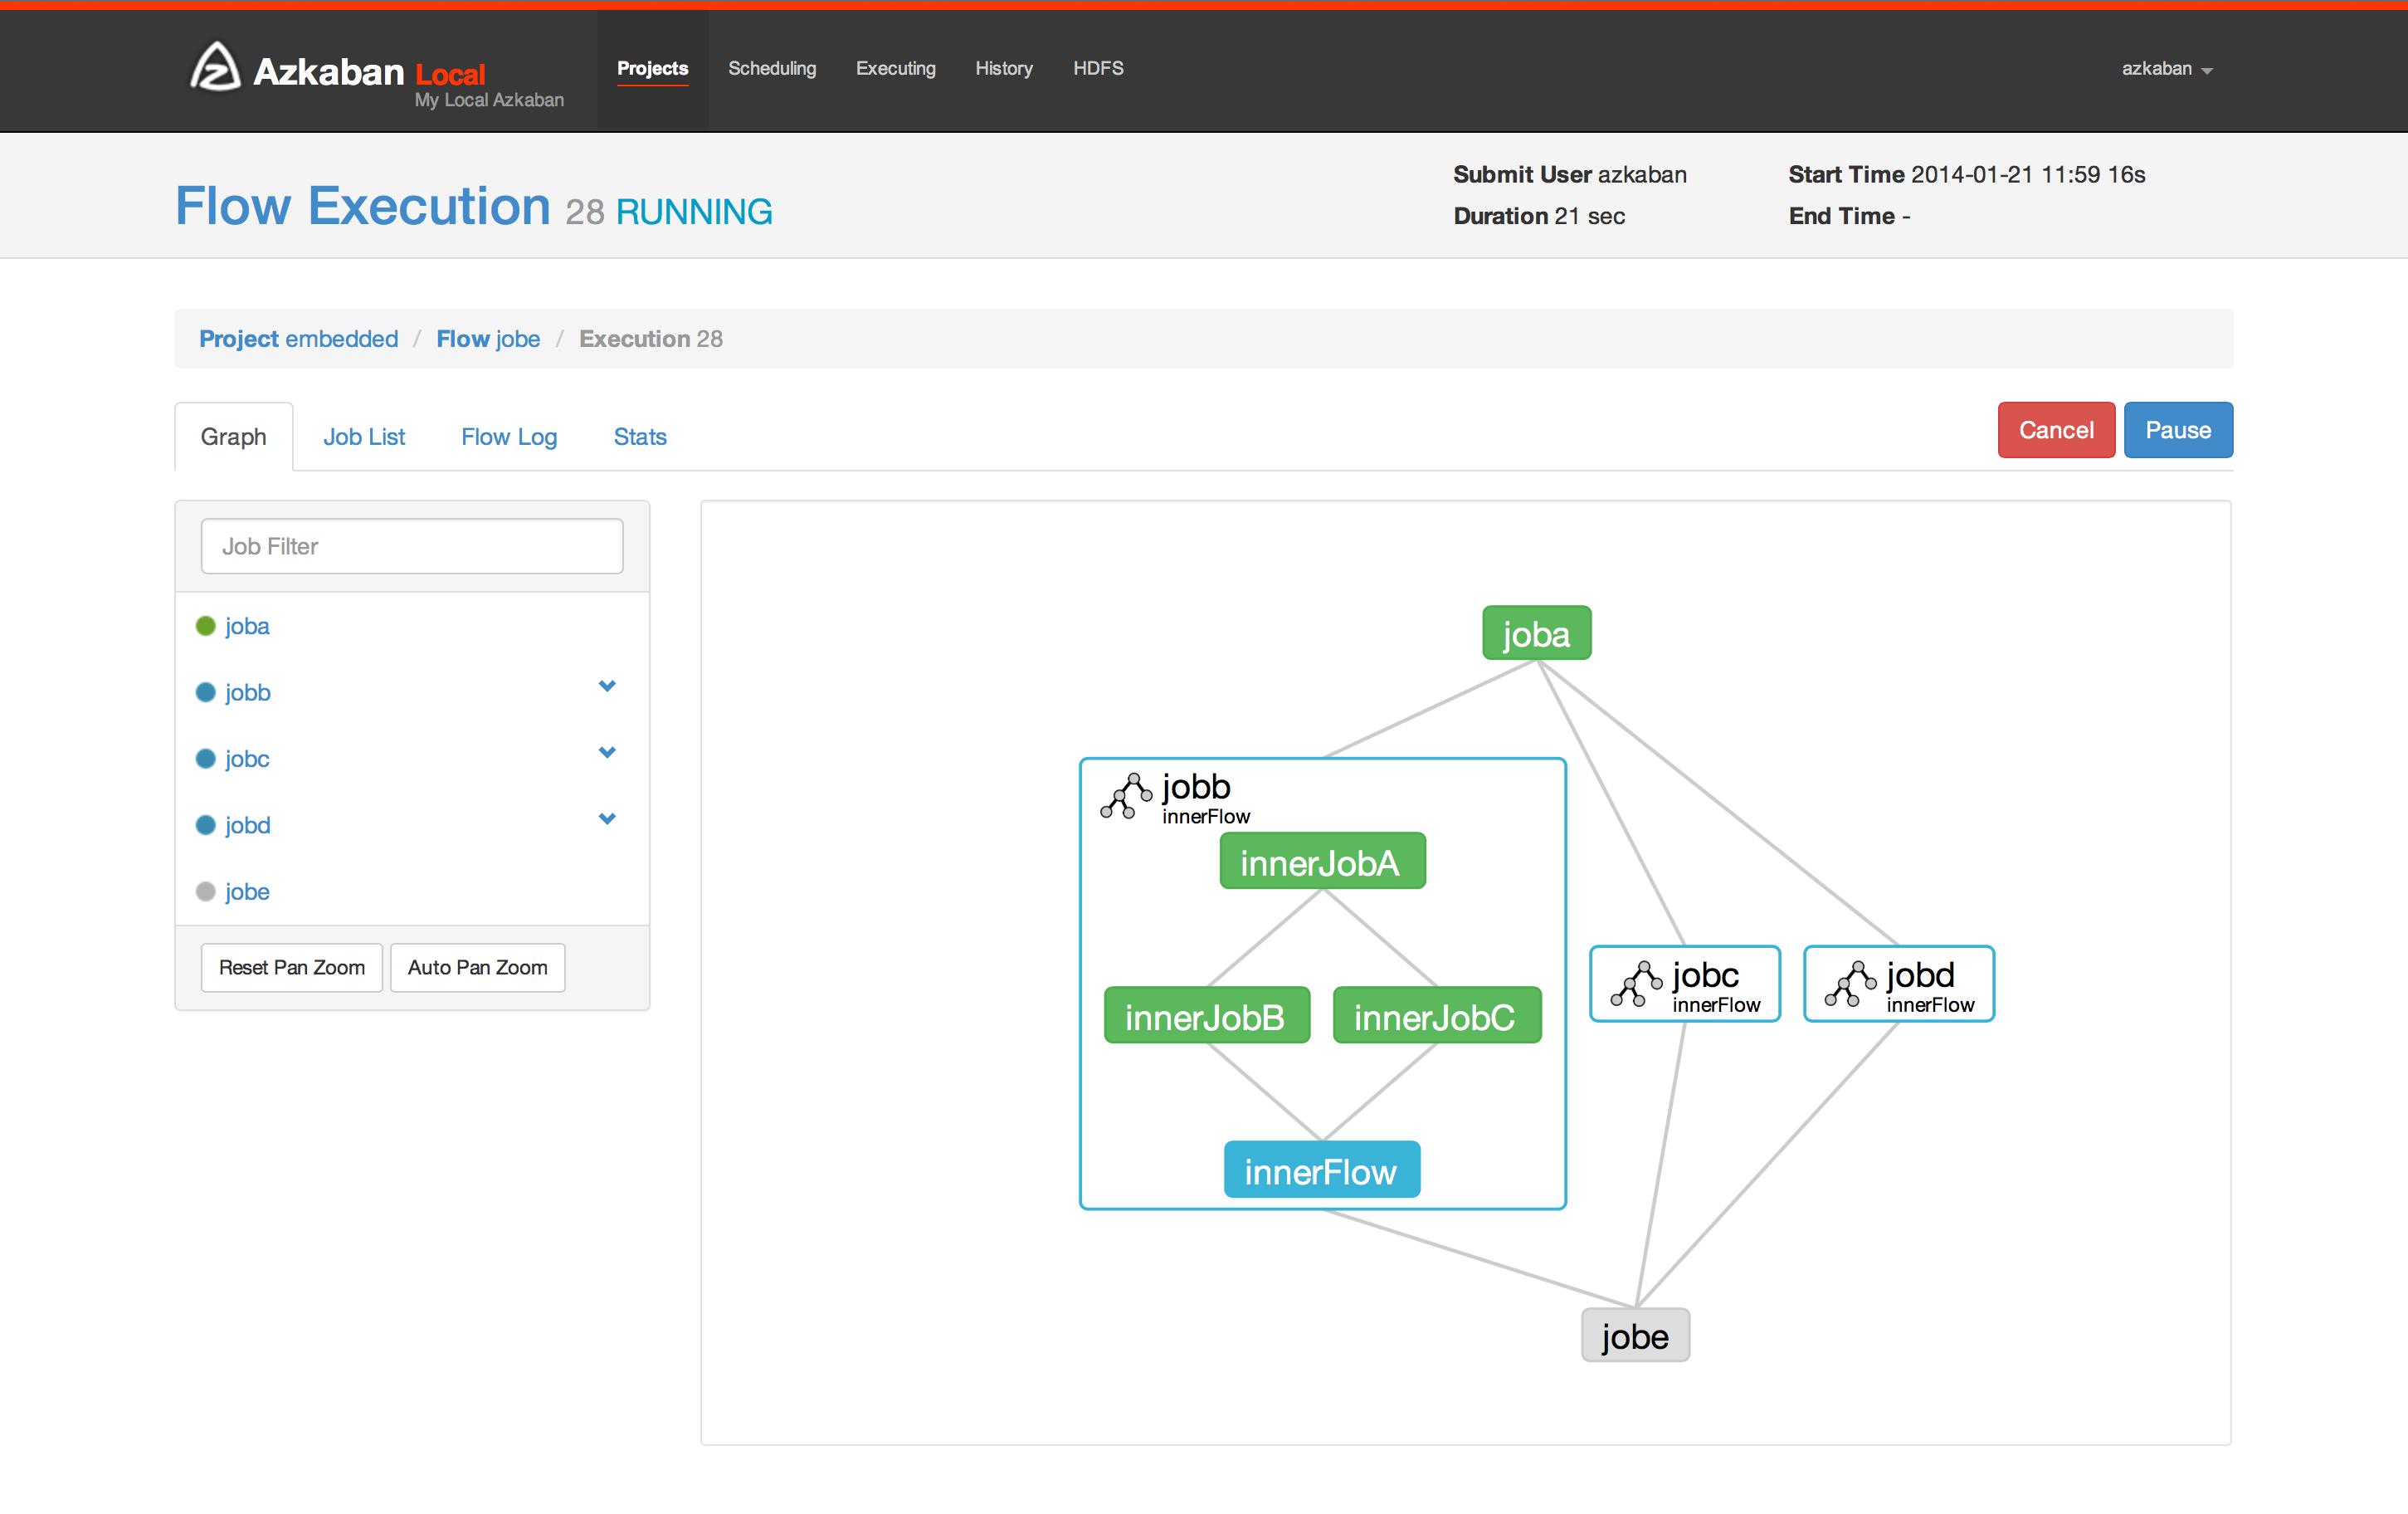 Azkaban Local
My Local Azkaban
Projects Scheduling Executing History HDFS
azkaban
Flow Execution 28 RUNNING
Submit User azkaban
Duration 21 sec
Start Time 2014-01-21 11:59 16s
End Time -
Project embedded / Flow jobe / Execution 28
Graph Job List Flow Log Stats
Cancel Pause
Job Filter
joba
jobb
jobc
jobd
jobe
Reset Pan Zoom Auto Pan Zoom
joba
jobb
innerFlow
innerJobA
innerJobB innerJobC
innerFlow
jobc
innerFlow
jobd
innerFlow
jobe